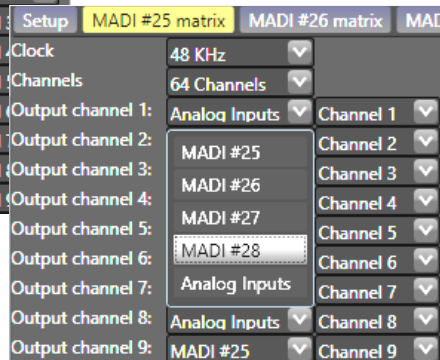 Setup MADI #25 matrix MADI #26 matrix
Clock 48 KHz
Channels 64 Channels
Output channel 1: Analog Inputs Channel 1
Output channel 2: Channel 2
MADI #25
Output channel 3: Channel 3
MADI #26
Output channel 4: Channel 4
MADI #27
Output channel 5: Channel 5
MADI #28
Output channel 6: Channel 6
Output channel 7: Analog Inputs Channel 7
Output channel 8: Analog Inputs Channel 8
Output channel 9: MADI #25 Channel 9